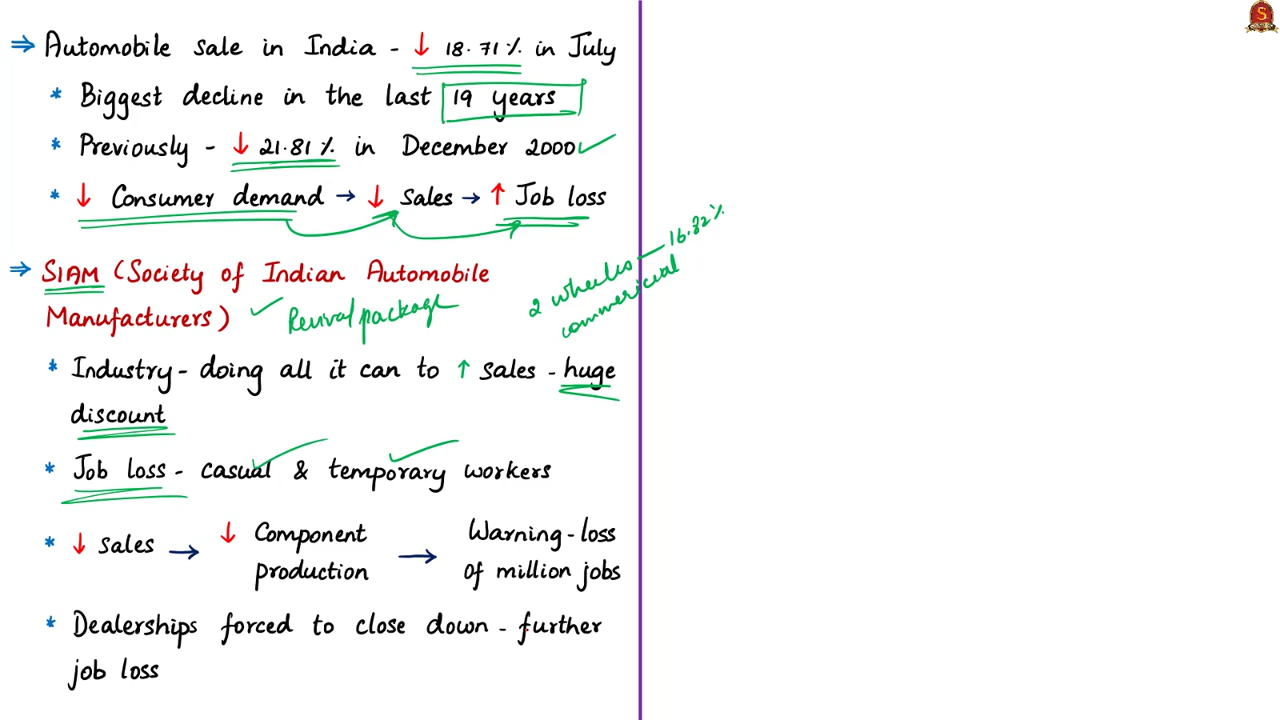 ⇒ Automobile sale in India - ↓ 18.71% in July
* Biggest decline in the last 19 years
* Previously - ↓ 21.81% in December 2000
* ↓ Consumer demand → ↓ Sales → ↑ Job loss
⇒ SIAM (Society of Indian Automobile
Manufacturers)
Revival package
2 wheeles - 16.82%
commericial
* Industry - doing all it can to ↑ sales - huge
discount
* Job loss - casual & temporary workers
* ↓ Sales → ↓ Component production → Warning - loss of million jobs
* Dealerships forced to close down - further
job loss
S